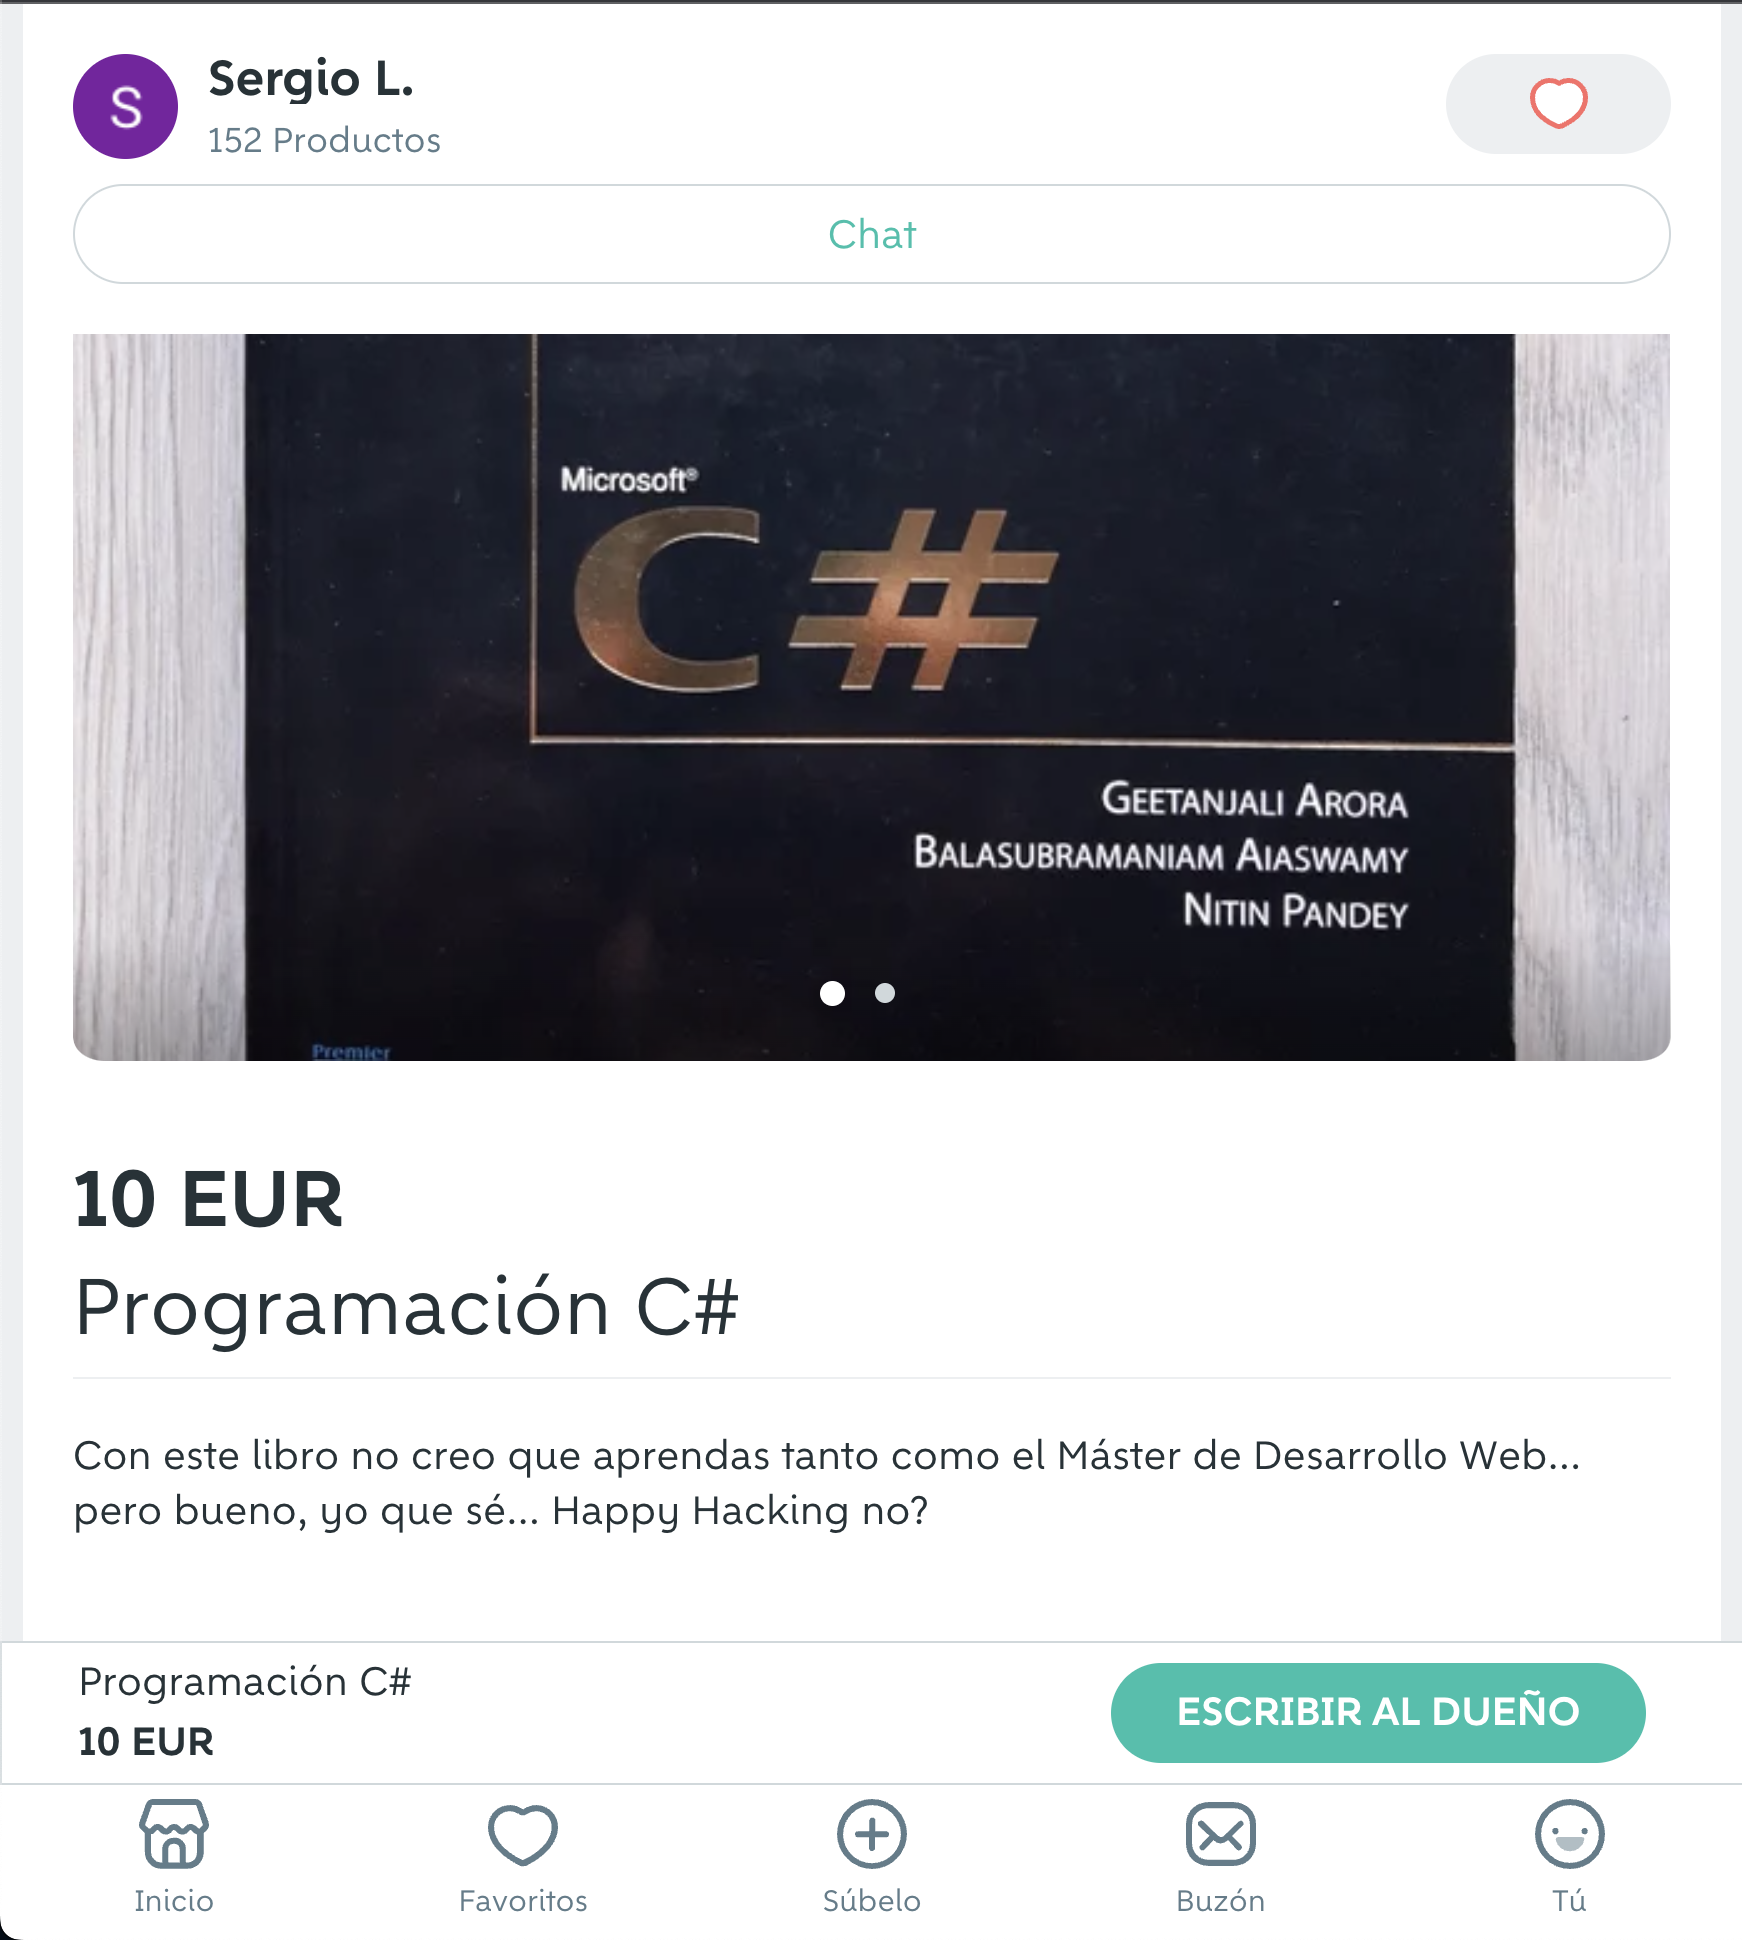 S
Sergio L.
152 Productos
Chat
Microsoft®
C#
GEETANJALI ARORA
BALASUBRAMANIAM AIASWAMY
NITIN PANDEY
Premier
10 EUR
Programación C#
Con este libro no creo que aprendas tanto como el Máster de Desarrollo Web...
pero bueno, yo que sé... Happy Hacking no?
Programación C#
10 EUR
ESCRIBIR AL DUEÑO
Inicio
Favoritos
Súbelo
Buzón
Tú